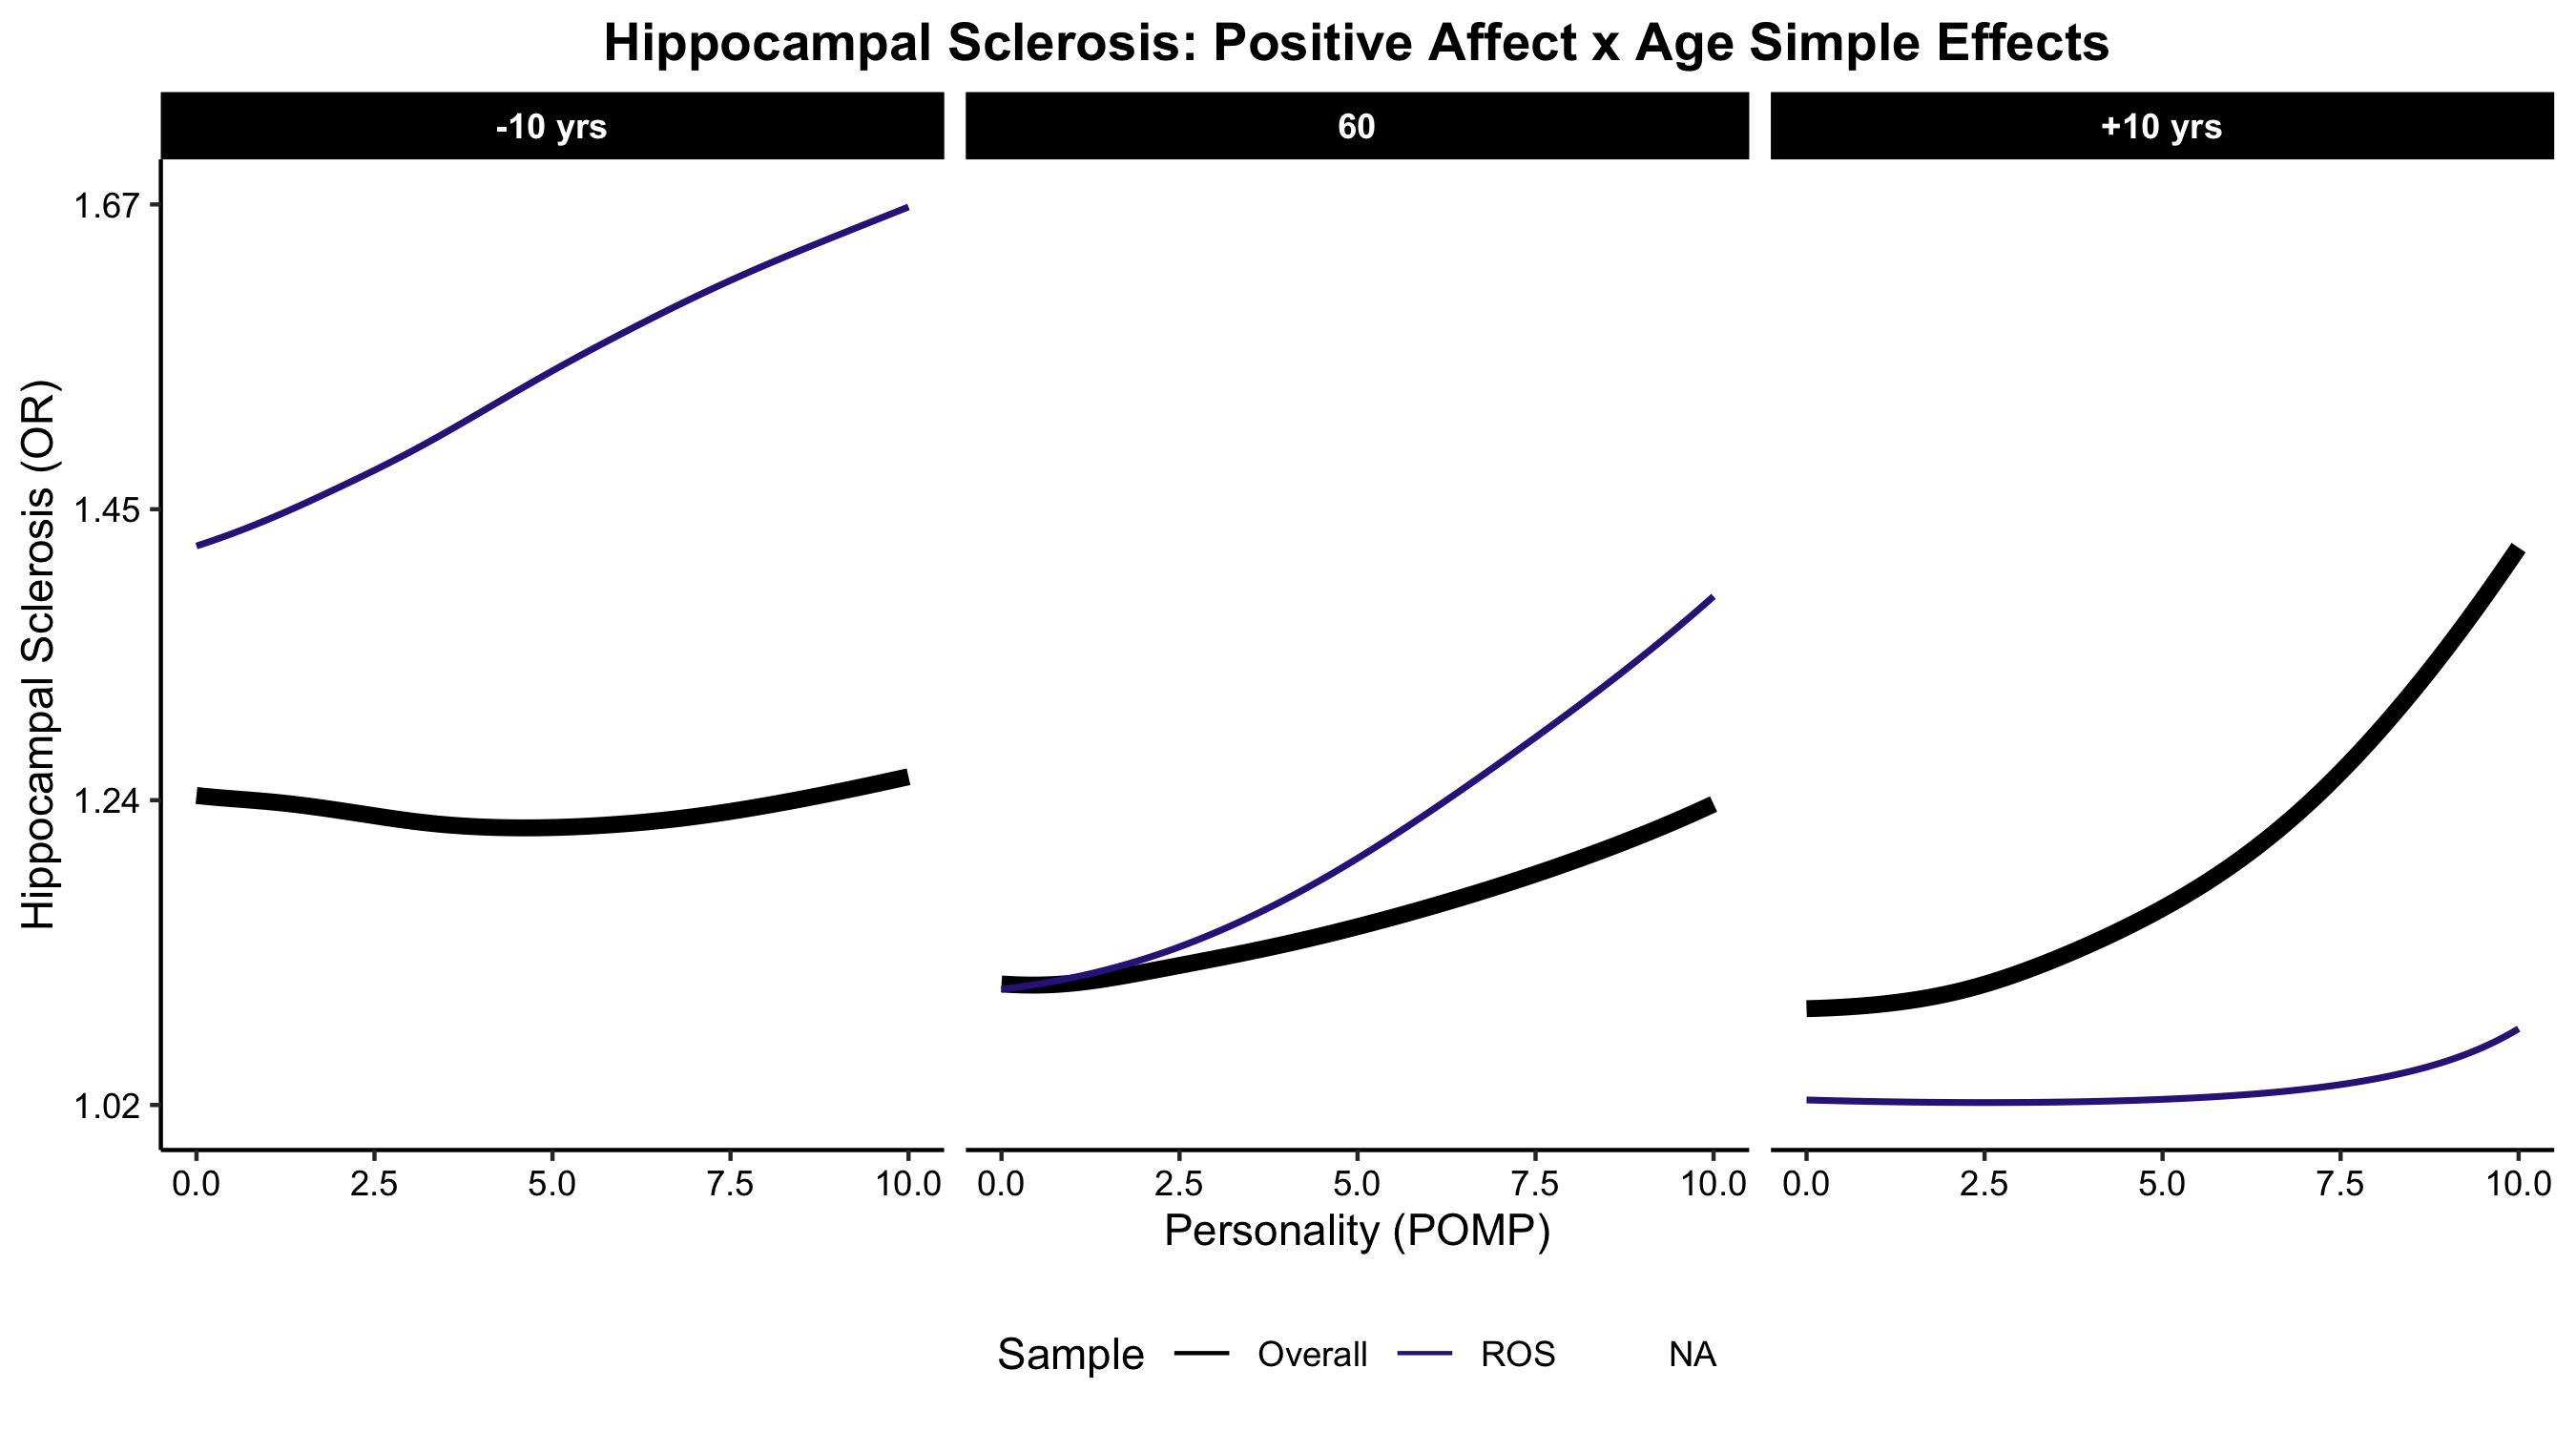 Hippocampal Sclerosis: Positive Affect x Age Simple Effects
-10 yrs
60
+10 yrs
Hippocampal Sclerosis (OR)
1.67
1.45
1.24
1.02
0.0 2.5 5.0 7.5 10.0
0.0 2.5 5.0 7.5 10.0
0.0 2.5 5.0 7.5 10.0
Personality (POMP)
Sample Overall ROS NA